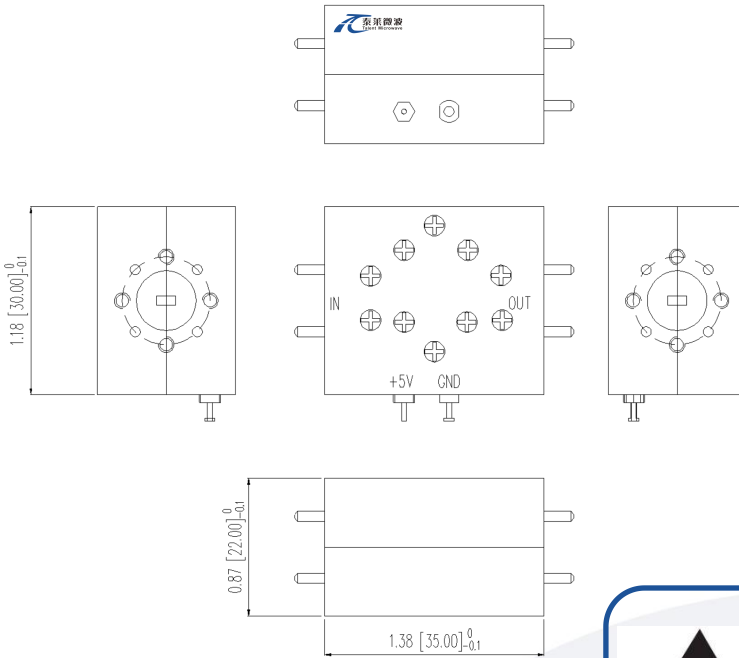 泰莱微波
Talent Microwave
1.18 [30.00] 0 -0.1
IN
OUT
+5V GND
0.87 [22.00] 0 -0.1
1.38 [35.00] 0 -0.1